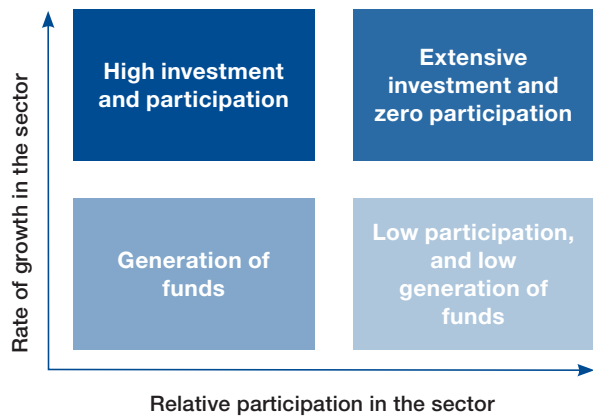 Rate of growth in the sector
High investment
and participation
Extensive
investment and
zero participation
Generation of
funds
Low participation,
and low
generation of
funds
Relative participation in the sector